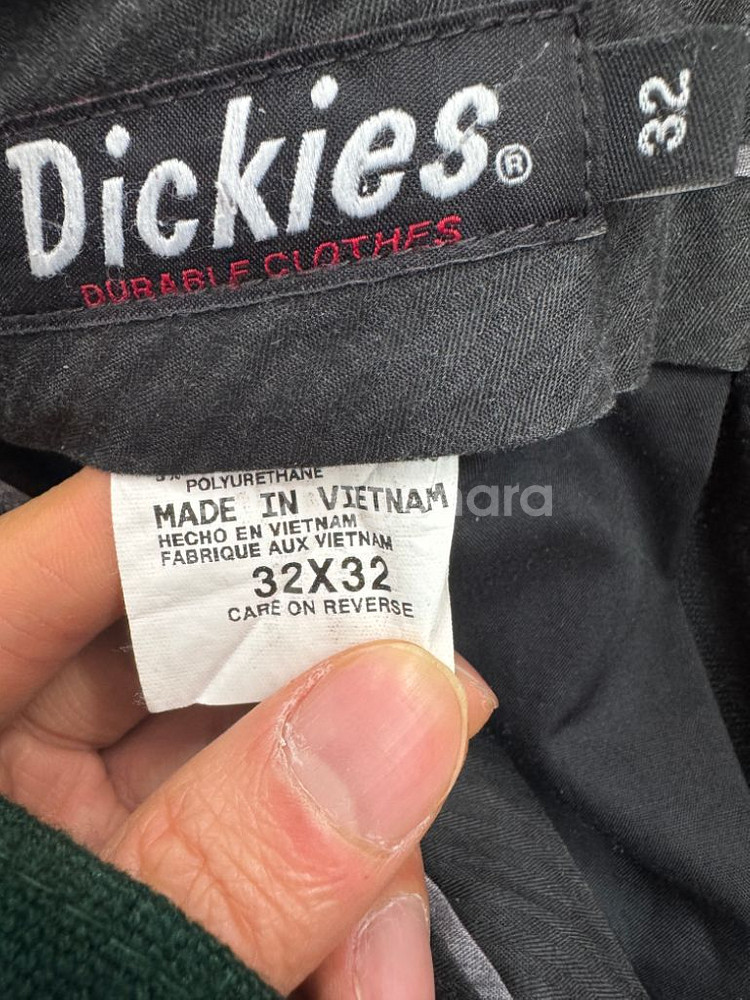 Dickies®
DURABLE CLOTHES
32
POLYURETHANE
MADE IN VIETNAM
HECHO EN VIETNAM
FABRIQUE AUX VIETNAM
32X32
CARE ON REVERSE